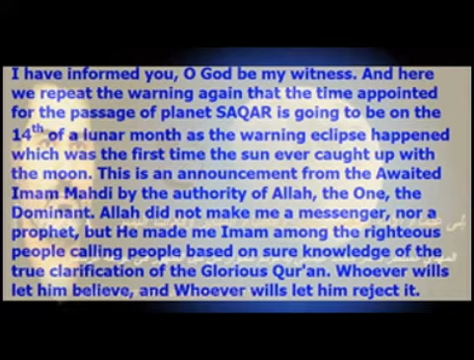 I have informed you, O God be my witness. And here
we repeat the warning again that the time appointed
for the passage of planet SAQAR is going to be on the
14th of a lunar month as the warning eclipse happened
which was the first time the sun ever caught up with
the moon. This is an announcement from the Awaited
Imam Mahdi by the authority of Allah, the One, the
Dominant. Allah did not make me a messenger, nor a
prophet, but He made me Imam among the righteous
people calling people based on sure knowledge of the
true clarification of the Glorious Qur'an. Whoever wills
let him believe, and Whoever wills let him reject it.